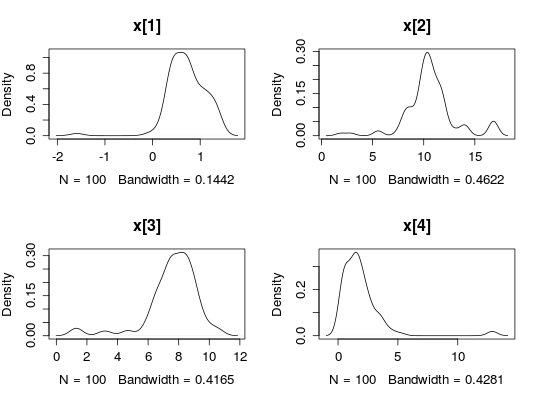 x[1]
Density
0.0 0.4 0.8
-2 -1 0 1
N = 100 Bandwidth = 0.1442
x[2]
Density
0.00 0.15 0.30
0 5 10 15
N = 100 Bandwidth = 0.4622
x[3]
Density
0.00 0.15 0.30
0 2 4 6 8 10 12
N = 100 Bandwidth = 0.4165
x[4]
Density
0.0 0.2
0 5 10
N = 100 Bandwidth = 0.4281